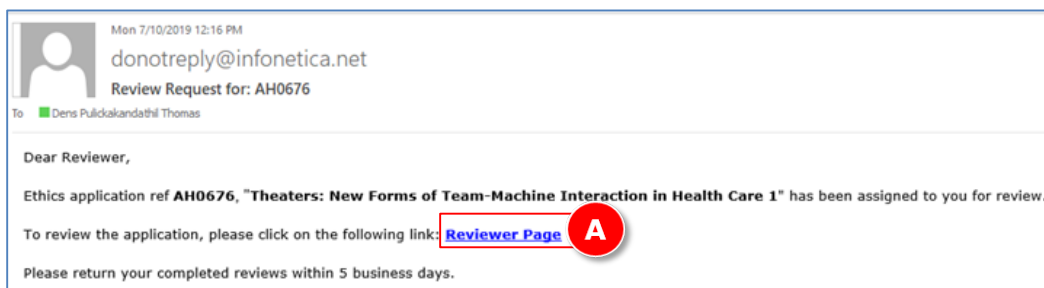 Mon 7/10/2019 12:16 PM
donotreply@infonetica.net
Review Request for: AH0676
To Dens Pulickakandathil Thomas
Dear Reviewer,
Ethics application ref AH0676, "Theaters: New Forms of Team-Machine Interaction in Health Care 1" has been assigned to you for review.
To review the application, please click on the following link: Reviewer Page A
Please return your completed reviews within 5 business days.